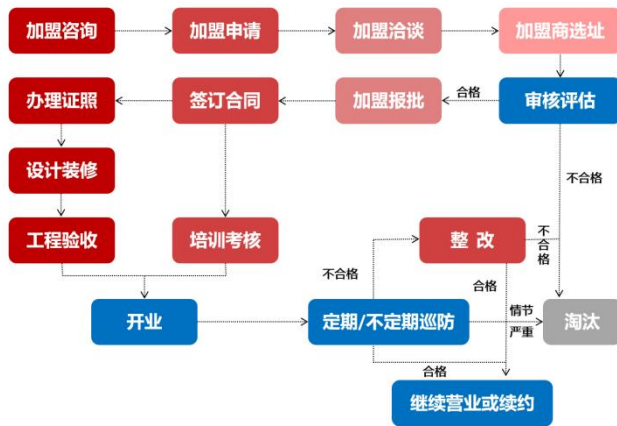 加盟咨询
加盟申请
加盟洽谈
加盟商选址
办理证照
签订合同
加盟报批
合格
审核评估
设计装修
不合格
工程验收
培训考核
整 改
不
合
格
不合格
合格
开业
定期/不定期巡防
情节
严重
淘汰
合格
继续营业或续约